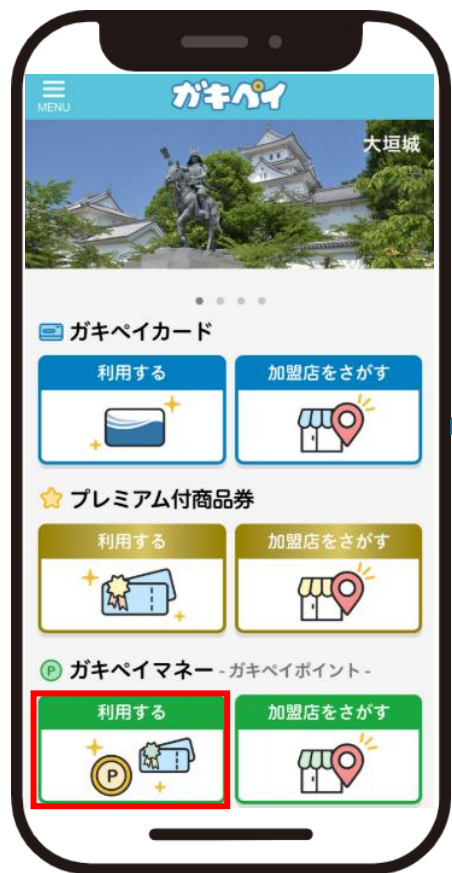 MENU
ガキペイ
大垣城
ガキペイカード
利用する
加盟店をさがす
プレミアム付商品券
利用する
加盟店をさがす
P ガキペイマネー - ガキペイポイント -
利用する
加盟店をさがす
P